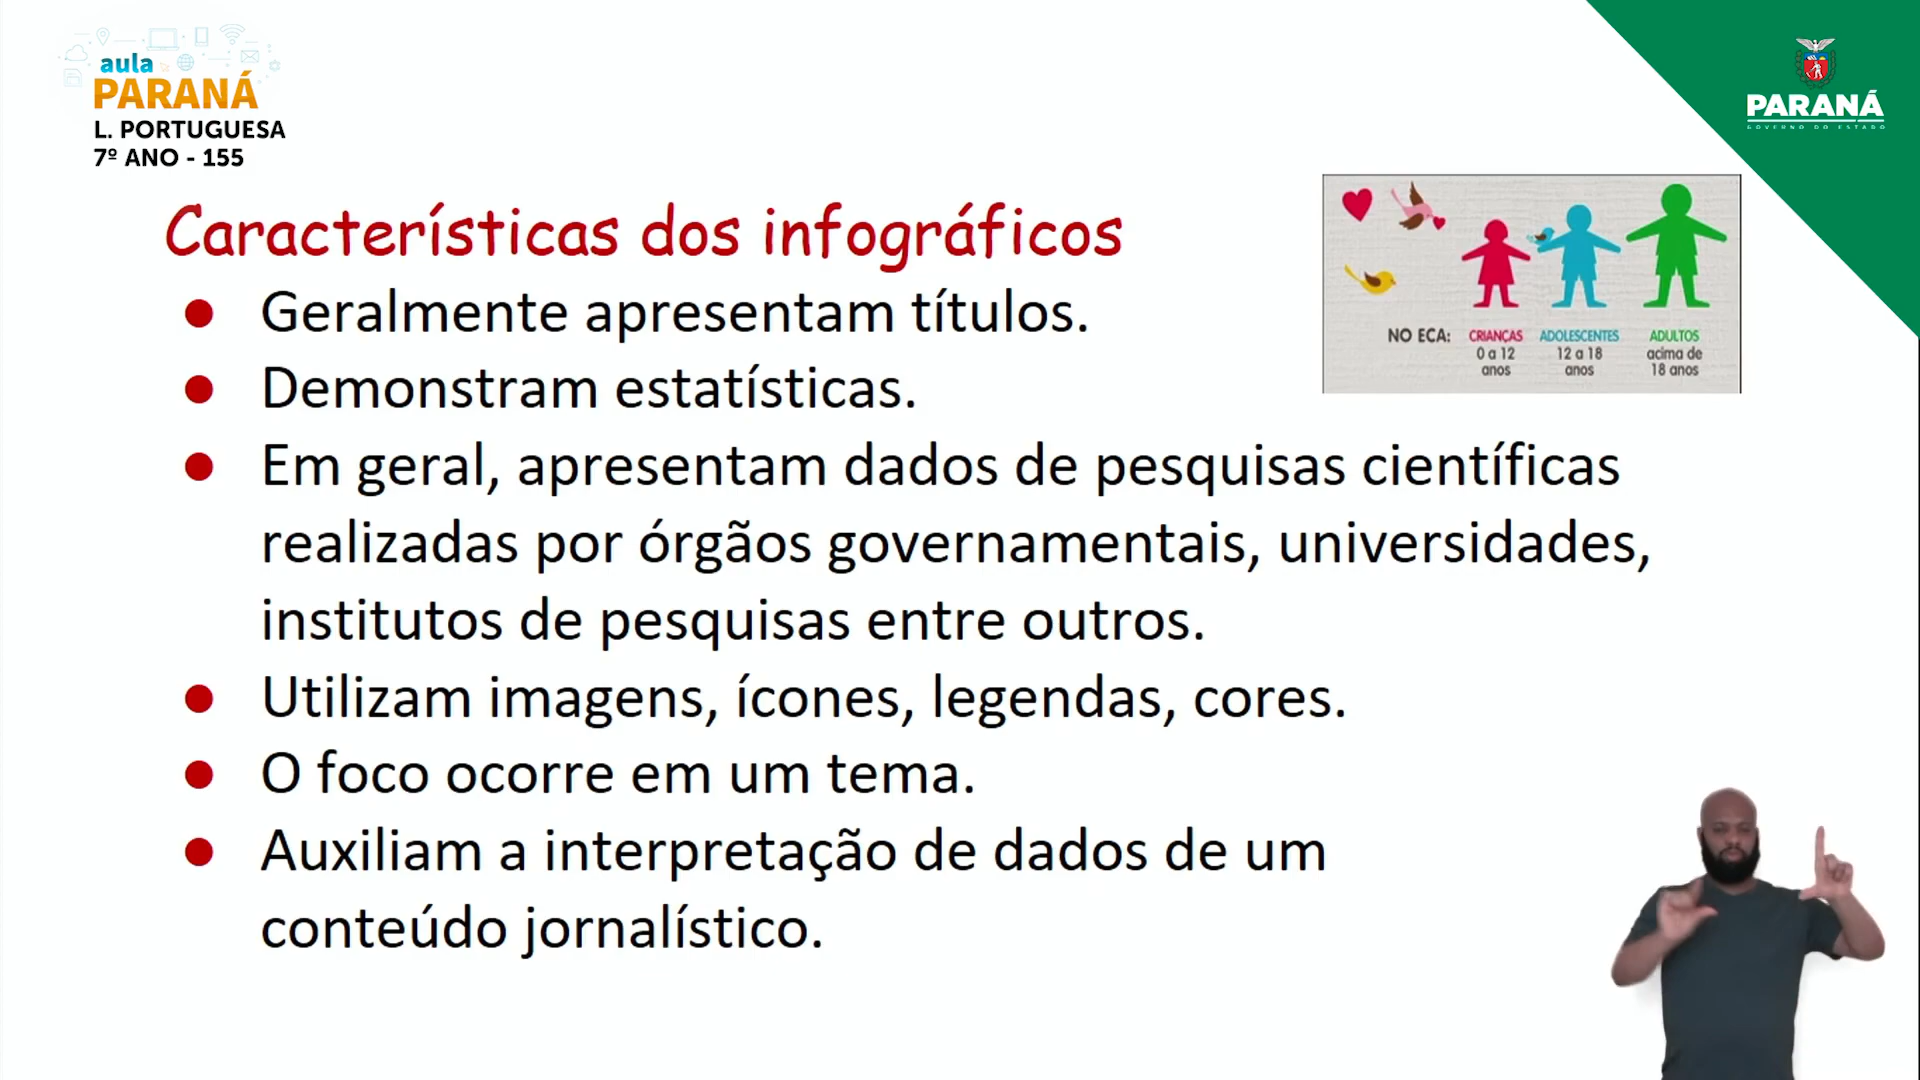 aula
PARANÁ
L. PORTUGUESA
7º ANO - 155
PARANÁ
GOVERNO DO ESTADO
Características dos infográficos
● Geralmente apresentam títulos.
● Demonstram estatísticas.
● Em geral, apresentam dados de pesquisas científicas
realizadas por órgãos governamentais, universidades,
institutos de pesquisas entre outros.
● Utilizam imagens, ícones, legendas, cores.
● O foco ocorre em um tema.
● Auxiliam a interpretação de dados de um
conteúdo jornalístico.
NO ECA: CRIANÇAS ADOLESCENTES ADULTOS
0 a 12 12 a 18 acima de
anos anos 18 anos